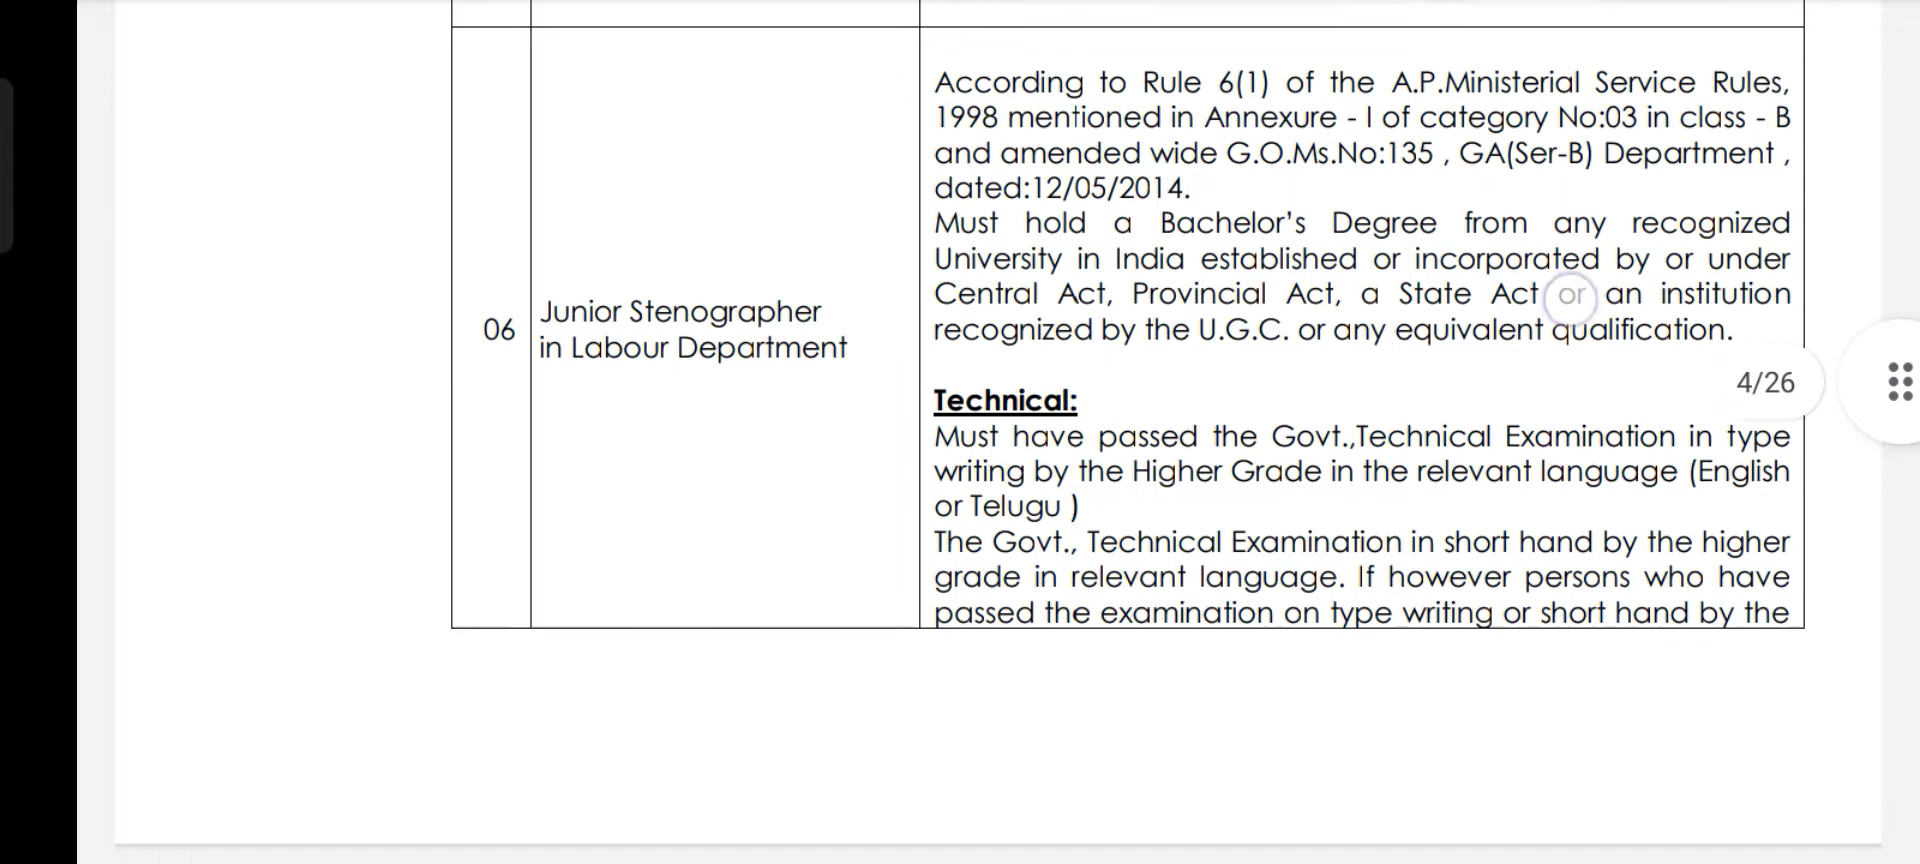 According to Rule 6(1) of the A.P.Ministerial Service Rules,
1998 mentioned in Annexure - I of category No:03 in class - B
and amended wide G.O.Ms.No:135 , GA(Ser-B) Department ,
dated:12/05/2014.
Must hold a Bachelor's Degree from any recognized
University in India established or incorporated by or under
Central Act, Provincial Act, a State Act or an institution
recognized by the U.G.C. or any equivalent qualification.
06
Junior Stenographer
in Labour Department
4/26
Technical:
Must have passed the Govt.,Technical Examination in type
writing by the Higher Grade in the relevant language (English
or Telugu )
The Govt., Technical Examination in short hand by the higher
grade in relevant language. If however persons who have
passed the examination on type writing or short hand by the